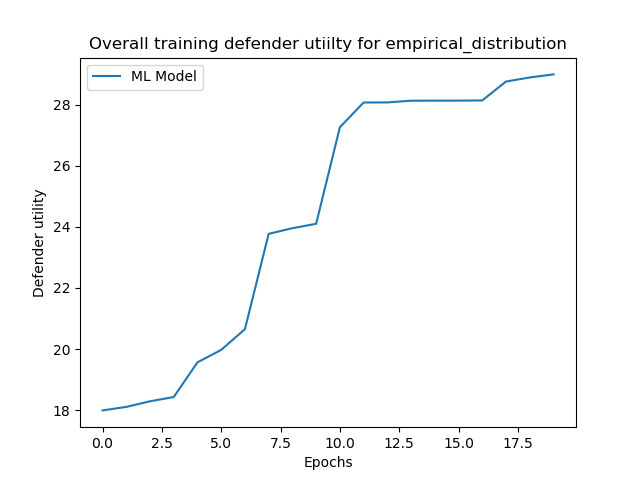 Overall training defender utiilty for empirical_distribution
ML Model
Defender utility
28
26
24
22
20
18
0.0 2.5 5.0 7.5 10.0 12.5 15.0 17.5
Epochs